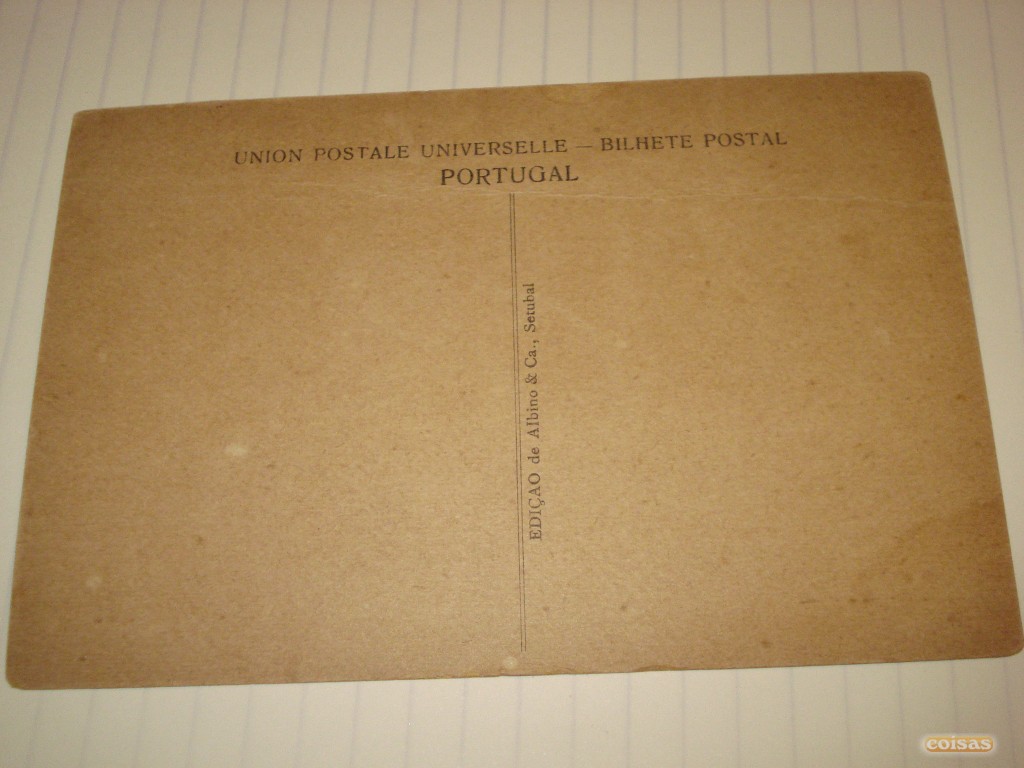 UNION POSTALE UNIVERSELLE — BILHETE POSTAL
PORTUGAL
EDIÇAO de Albino & Ca., Setubal
coisas